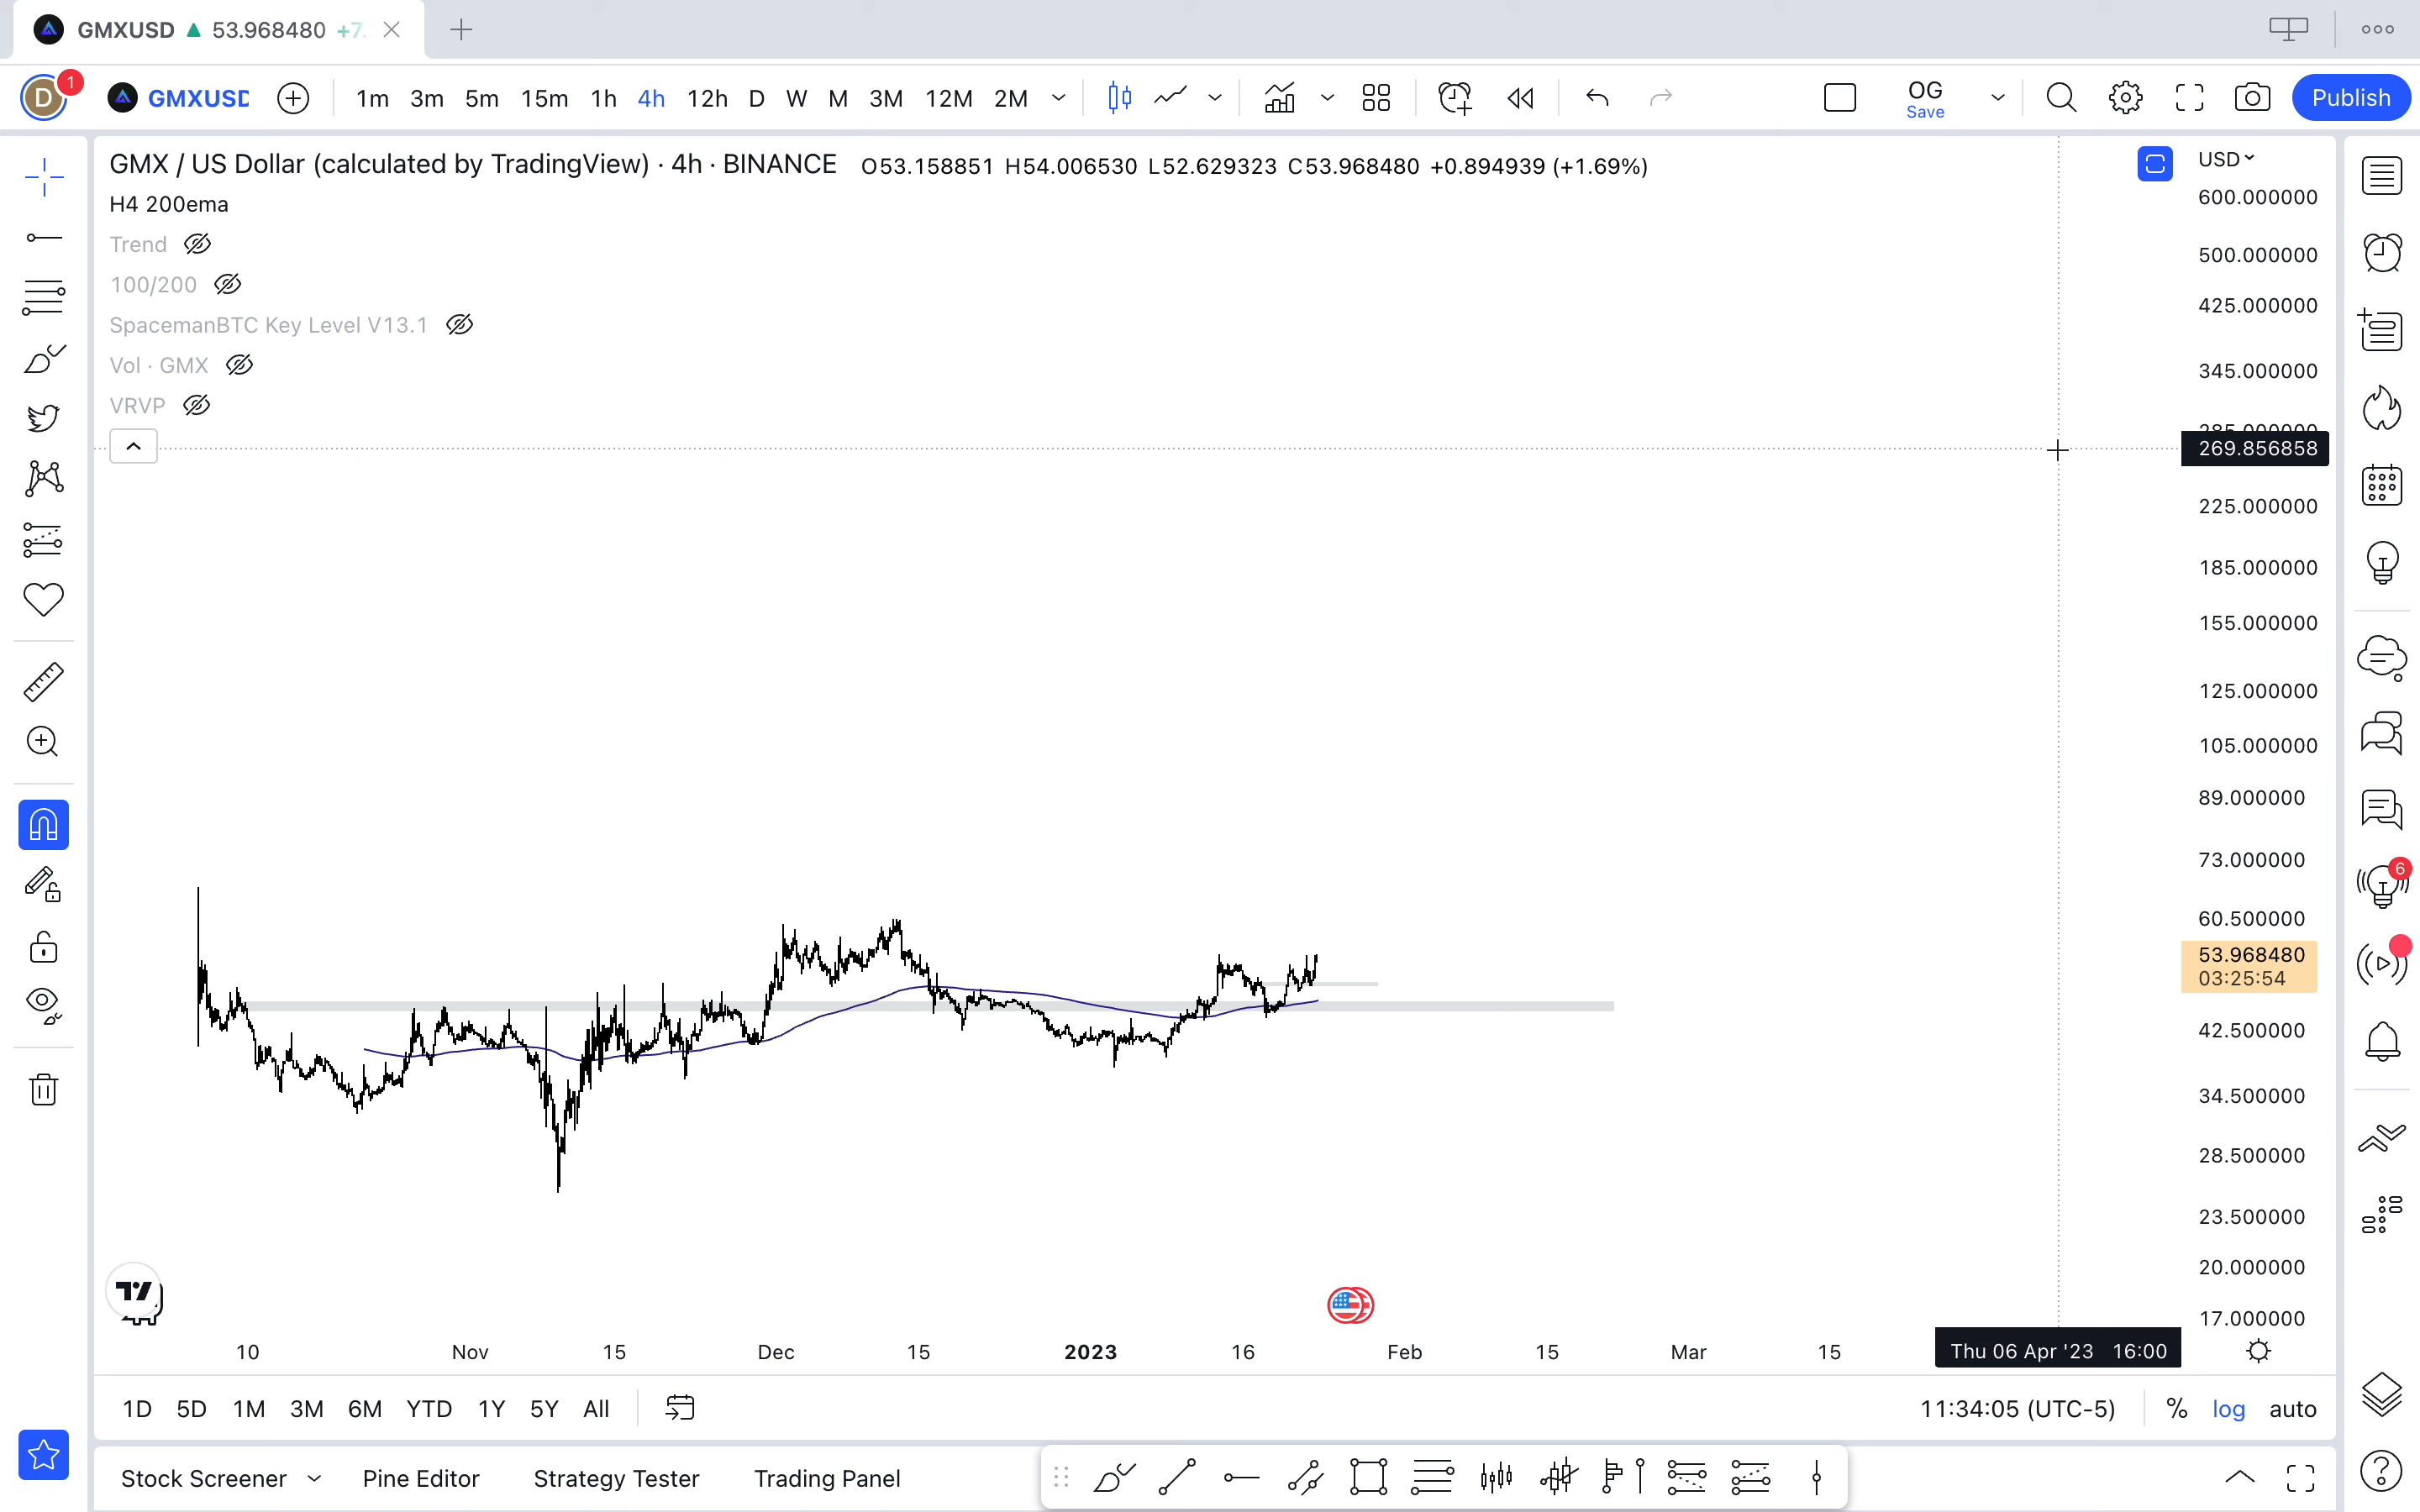 GMXUSD ▲ 53.968480 +7.
D 1 GMXUSD 1m 3m 5m 15m 1h 4h 12h D W M 3M 12M 2M OG Save Publish
GMX / US Dollar (calculated by TradingView) · 4h · BINANCE O53.158851 H54.006530 L52.629323 C53.968480 +0.894939 (+1.69%)
USD
H4 200ema
Trend
100/200
SpacemanBTC Key Level V13.1
Vol · GMX
VRVP
600.000000
500.000000
425.000000
345.000000
285.000000
269.856858
225.000000
185.000000
155.000000
125.000000
105.000000
89.000000
73.000000
6
60.500000
53.968480
03:25:54
42.500000
34.500000
28.500000
23.500000
20.000000
17.000000
10 Nov 15 Dec 15 2023 16 Feb 15 Mar 15 Thu 06 Apr '23 16:00
1D 5D 1M 3M 6M YTD 1Y 5Y All 11:34:05 (UTC-5) % log auto
Stock Screener Pine Editor Strategy Tester Trading Panel